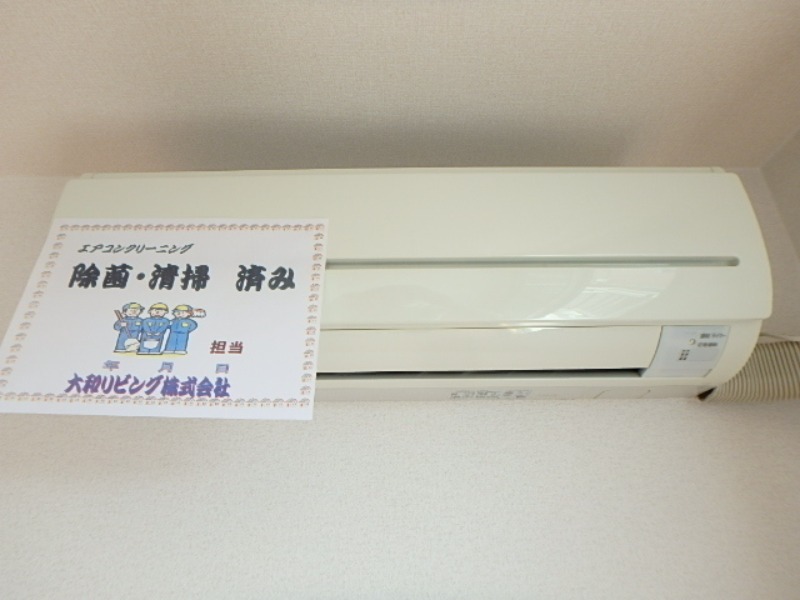 エアコンクリーニング
除菌・清掃 済み
担当
年 月 日
大和リビング株式会社